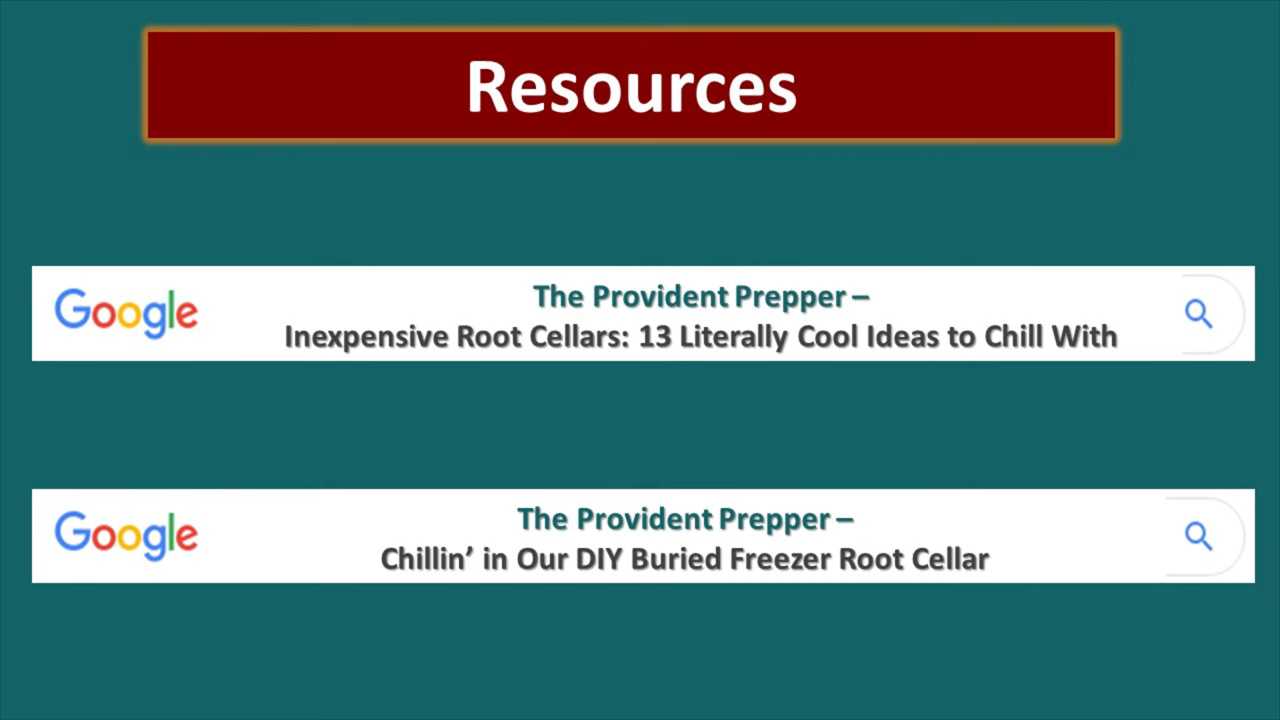 Resources
Google
The Provident Prepper –
Inexpensive Root Cellars: 13 Literally Cool Ideas to Chill With
Google
The Provident Prepper –
Chillin’ in Our DIY Buried Freezer Root Cellar